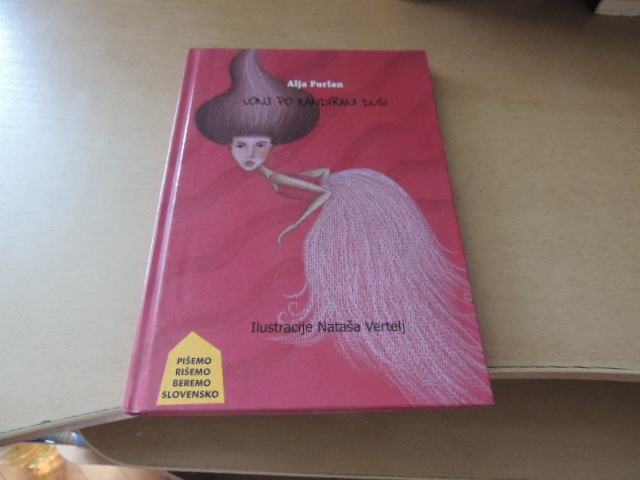 Alja Furlan
VONJ PO KANDIRANI DUŠI
Ilustracije Nataša Vertelj
PIŠEMO
RIŠEMO
BEREMO
SLOVENSKO